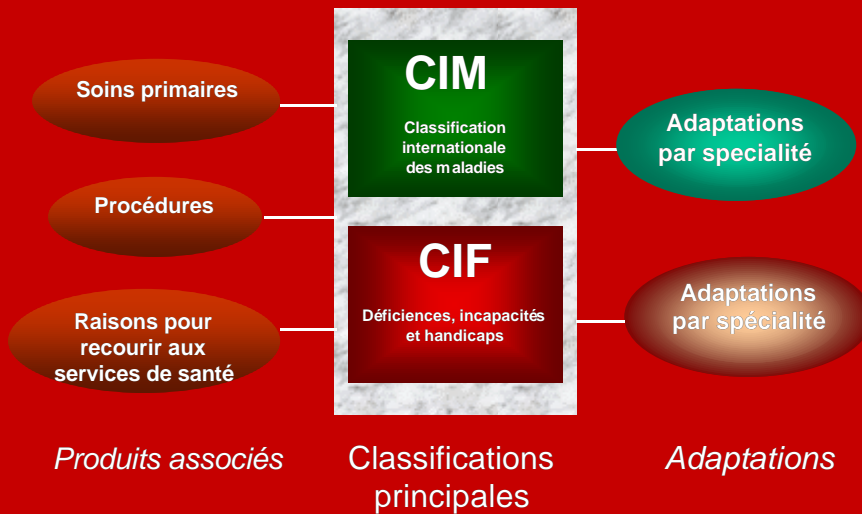 Soins primaires
Procédures
Raisons pour
recourir aux
services de santé
Produits associés
CIM
Classification
internationale
des maladies
CIF
Déficiences, incapacités
et handicaps
Classifications
principales
Adaptations
par specialité
Adaptations
par spécialité
Adaptations